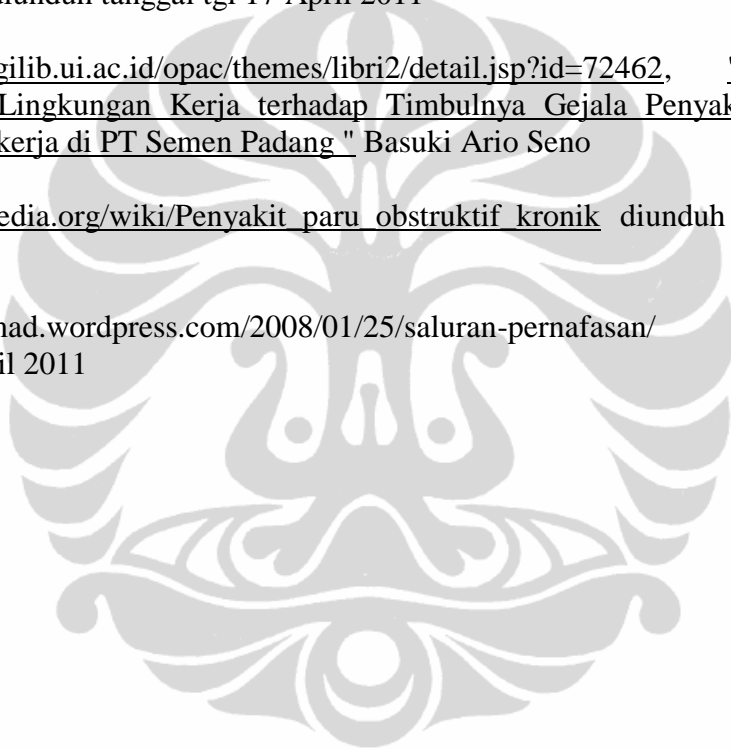 diunduh tanggal tgl 17 April 2011
gilib.ui.ac.id/opac/themes/libri2/detail.jsp?id=72462, "
Lingkungan Kerja terhadap Timbulnya Gejala Penyak
kerja di PT Semen Padang " Basuki Ario Seno
edia.org/wiki/Penyakit_paru_obstruktif_kronik diunduh
nad.wordpress.com/2008/01/25/saluran-pernafasan/
il 2011